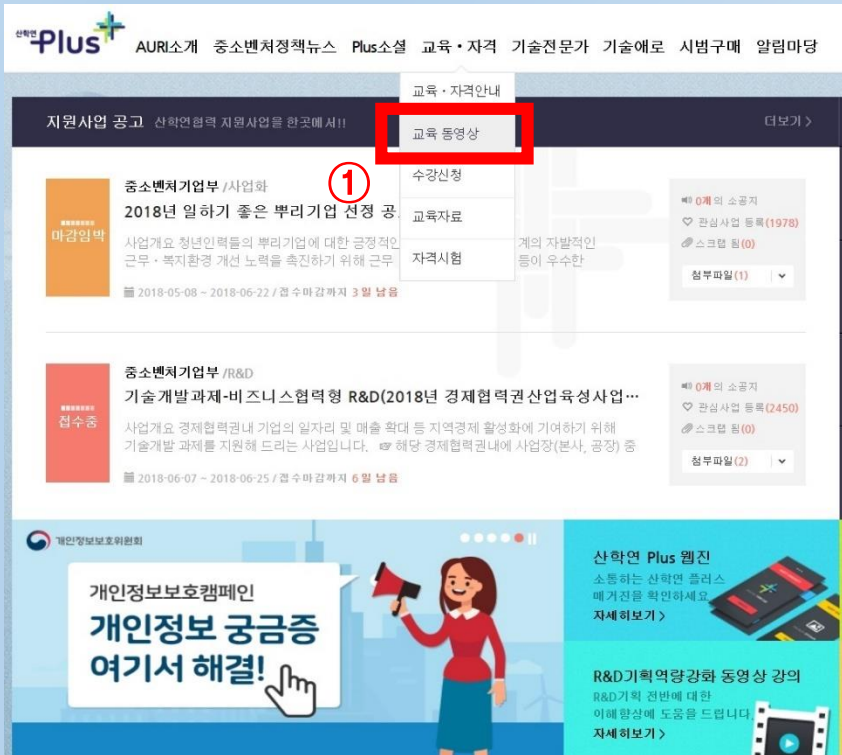 산학연 Plus
AURI소개 중소벤처정책뉴스 Plus소셜 교육·자격 기술전문가 기술애로 시범구매 알림마당
교육·자격안내
교육 동영상
수강신청
교육자료
자격시험
①
지원사업 공고 산학연협력 지원사업을 한곳에서!! 더보기 >
마감임박
중소벤처기업부 /사업화
2018년 일하기 좋은 뿌리기업 선정 공
사업개요 청년인력들의 뿌리기업에 대한 긍정적인 계의 자발적인
근무·복지환경 개선 노력을 촉진하기 위해 근무 등이 우수한
2018-05-08 ~ 2018-06-22 / 접수마감까지 3일 남음
0개의 소공지
관심사업 등록(1978)
스크랩 됨(0)
첨부파일(1)
접수중
중소벤처기업부 /R&D
기술개발과제-비즈니스협력형 R&D(2018년 경제협력권산업육성사업···
사업개요 경제협력권내 기업의 일자리 및 매출 확대 등 지역경제 활성화에 기여하기 위해
기술개발 과제를 지원해 드리는 사업입니다. ☞ 해당 경제협력권내에 사업장(본사, 공장) 중
2018-06-07 ~ 2018-06-25 / 접수마감까지 6일 남음
0개의 소공지
관심사업 등록(2450)
스크랩 됨(0)
첨부파일(2)
개인정보보호위원회
개인정보보호캠페인
개인정보 궁금증
여기서 해결!
산학연 Plus 웹진
소통하는 산학연 플러스
매거진을 확인하세요
자세히보기 >
R&D기획역량강화 동영상 강의
R&D기획 전반에 대한
이해향상에 도움을 드립니다.
자세히보기 >